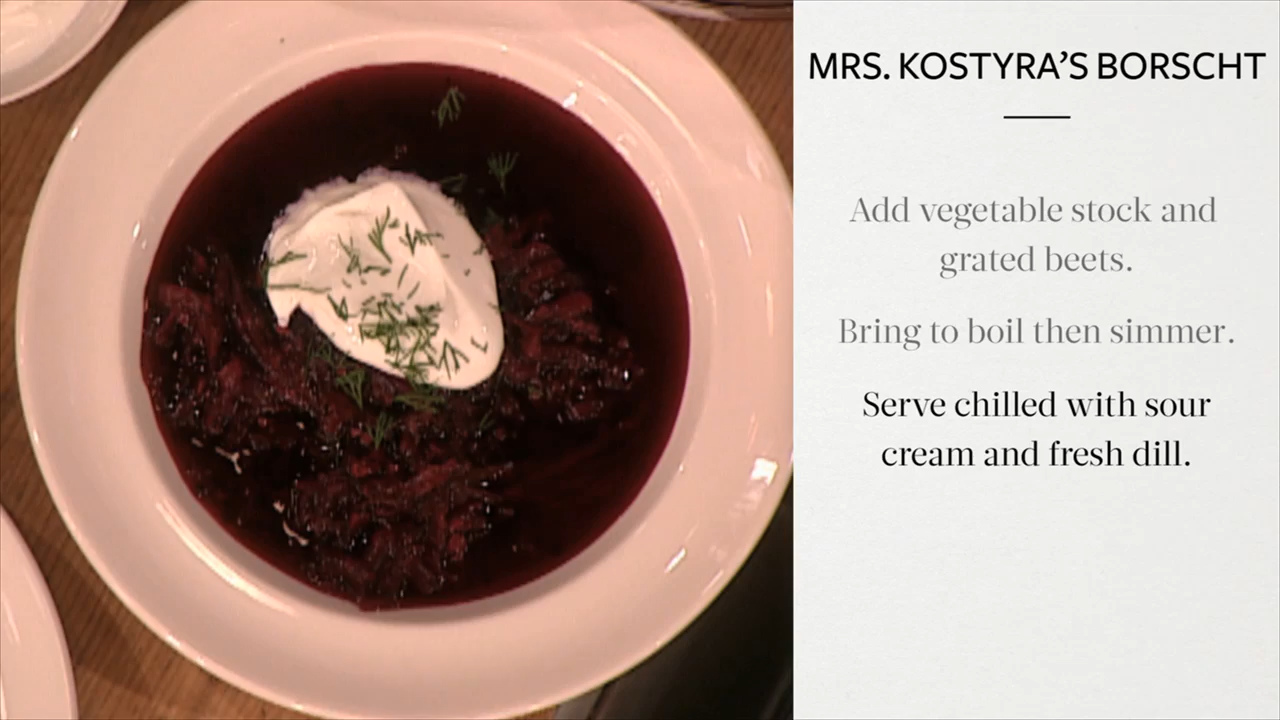 MRS. KOSTYRA'S BORSCHT
Add vegetable stock and
grated beets.
Bring to boil then simmer.
Serve chilled with sour
cream and fresh dill.